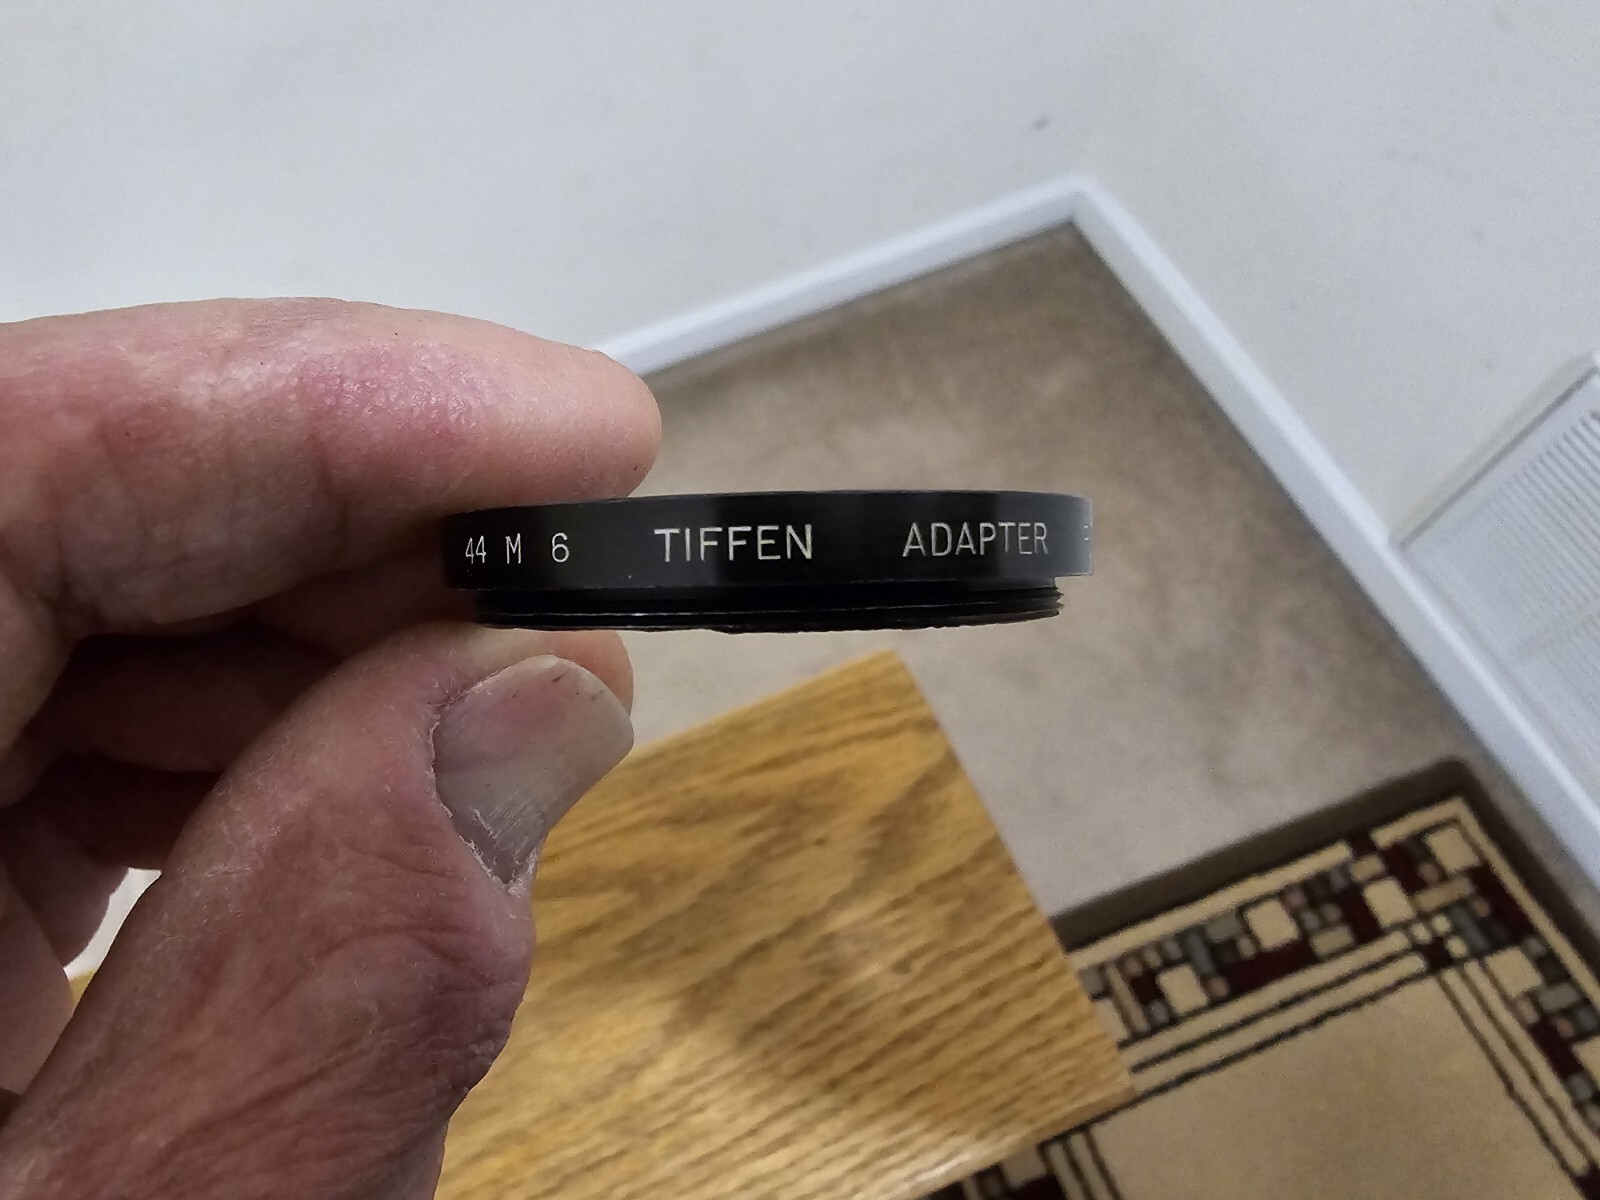 44 M 6 TIFFEN ADAPTER